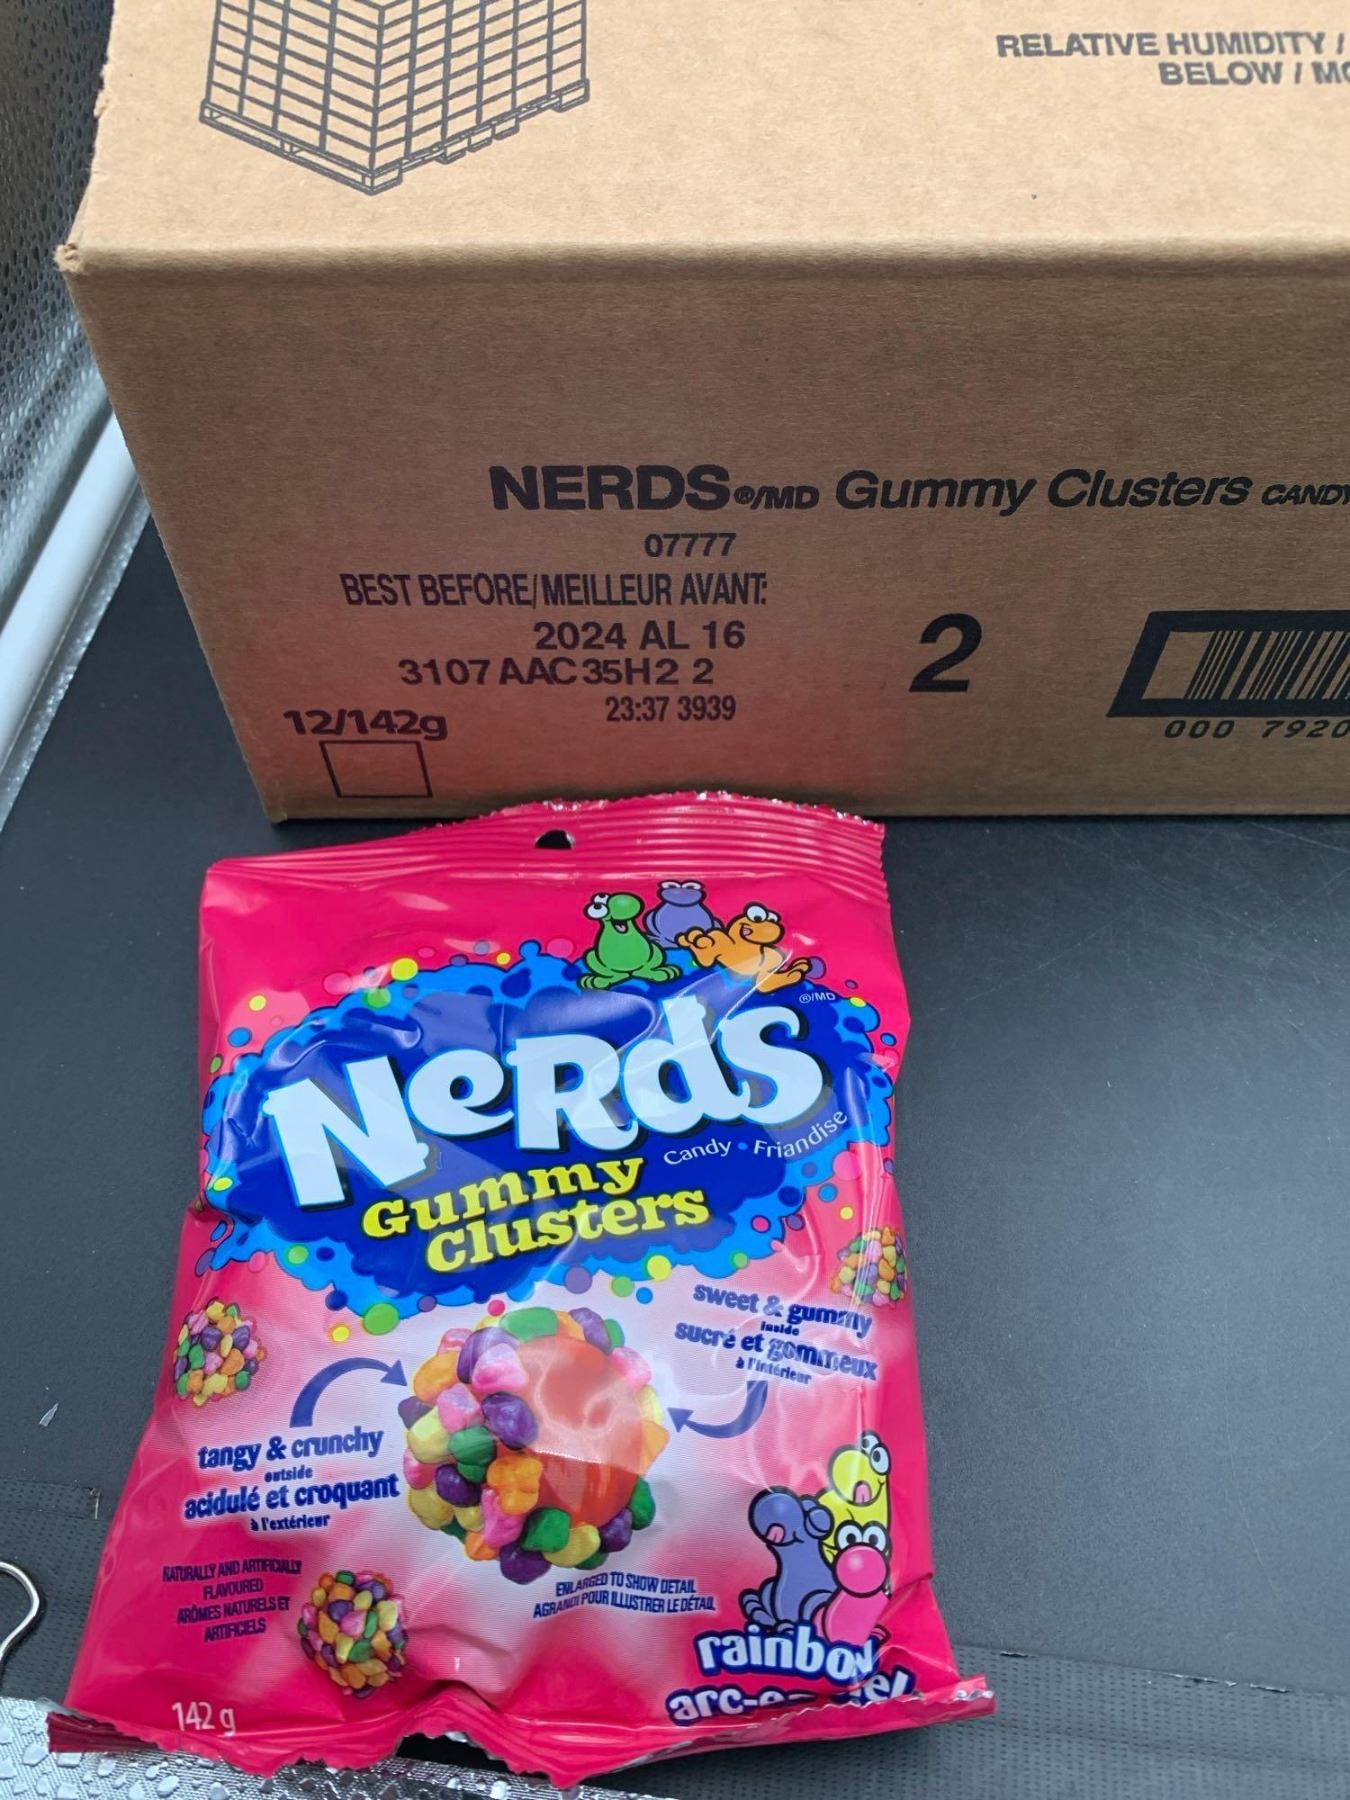 RELATIVE HUMIDITY /
BELOW /
NERDS®/MD Gummy Clusters CANDY
07777
BEST BEFORE/MEILLEUR AVANT:
2024 AL 16
3107 AAC 35H2 2
23:37 3939
12/142g
2
000 7920
®/MD
NeRdS
Candy • Friandise
Gummy
Clusters
sweet & gummy
inside
sucré et gommeux
à l'intérieur
tangy & crunchy
outside
acidulé et croquant
à l'extérieur
NATURALLY AND ARTIFICIALLY
FLAVOURED
ARÔMES NATURELS ET
ARTIFICIELS
ENLARGED TO SHOW DETAIL
AGRANDI POUR ILLUSTRER LE DÉTAIL
rainbow
142 g